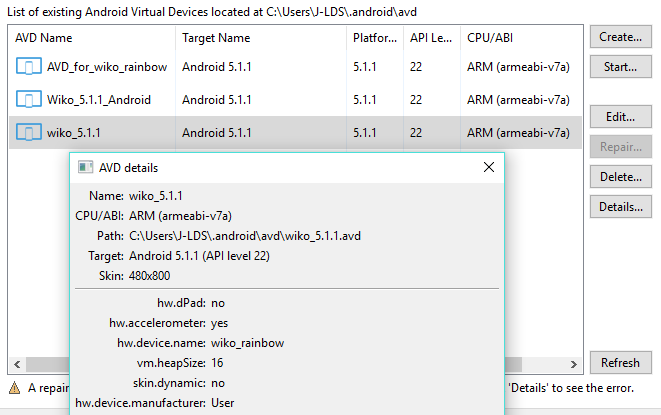 List of existing Android Virtual Devices located at C:\Users\J-LDS\.android\avd
AVD Name Target Name Platfor... API Le... CPU/ABI
AVD_for_wiko_rainbow Android 5.1.1 5.1.1 22 ARM (armeabi-v7a)
Wiko_5.1.1_Android Android 5.1.1 5.1.1 22 ARM (armeabi-v7a)
wiko_5.1.1 Android 5.1.1 5.1.1 22 ARM (armeabi-v7a)
Create...
Start...
Edit...
Repair...
Delete...
Details...
Refresh
AVD details
Name: wiko_5.1.1
CPU/ABI: ARM (armeabi-v7a)
Path: C:\Users\J-LDS\.android\avd\wiko_5.1.1.avd
Target: Android 5.1.1 (API level 22)
Skin: 480x800
hw.dPad: no
hw.accelerometer: yes
hw.device.name: wiko_rainbow
vm.heapSize: 16
skin.dynamic: no
hw.device.manufacturer: User
A repair 'Details' to see the error.